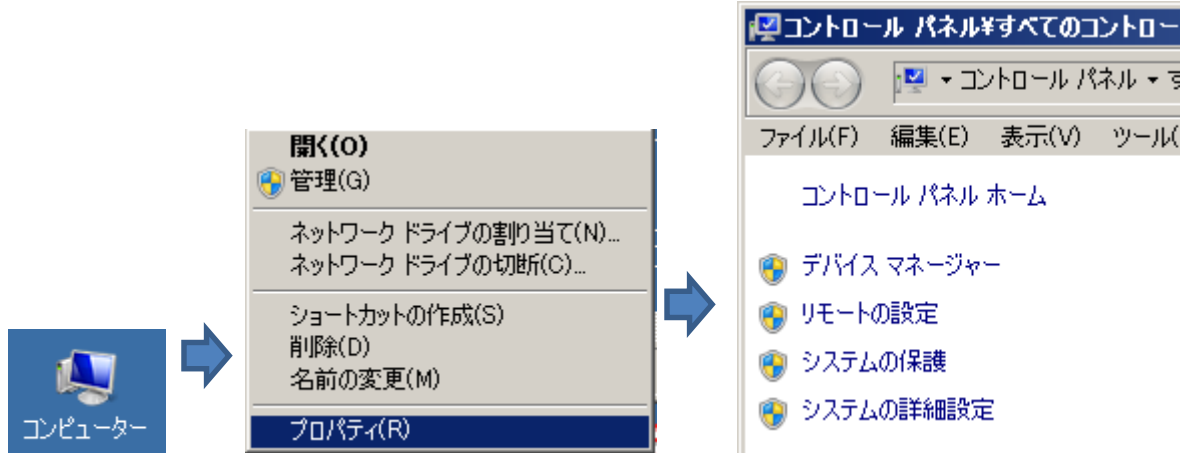 コンピューター
開く(O)
管理(G)
ネットワーク ドライブの割り当て(N)...
ネットワーク ドライブの切断(C)...
ショートカットの作成(S)
削除(D)
名前の変更(M)
プロパティ(R)
コントロール パネル¥すべてのコントロー
コントロール パネル す
ファイル(F) 編集(E) 表示(V) ツール(
コントロール パネル ホーム
デバイス マネージャー
リモートの設定
システムの保護
システムの詳細設定